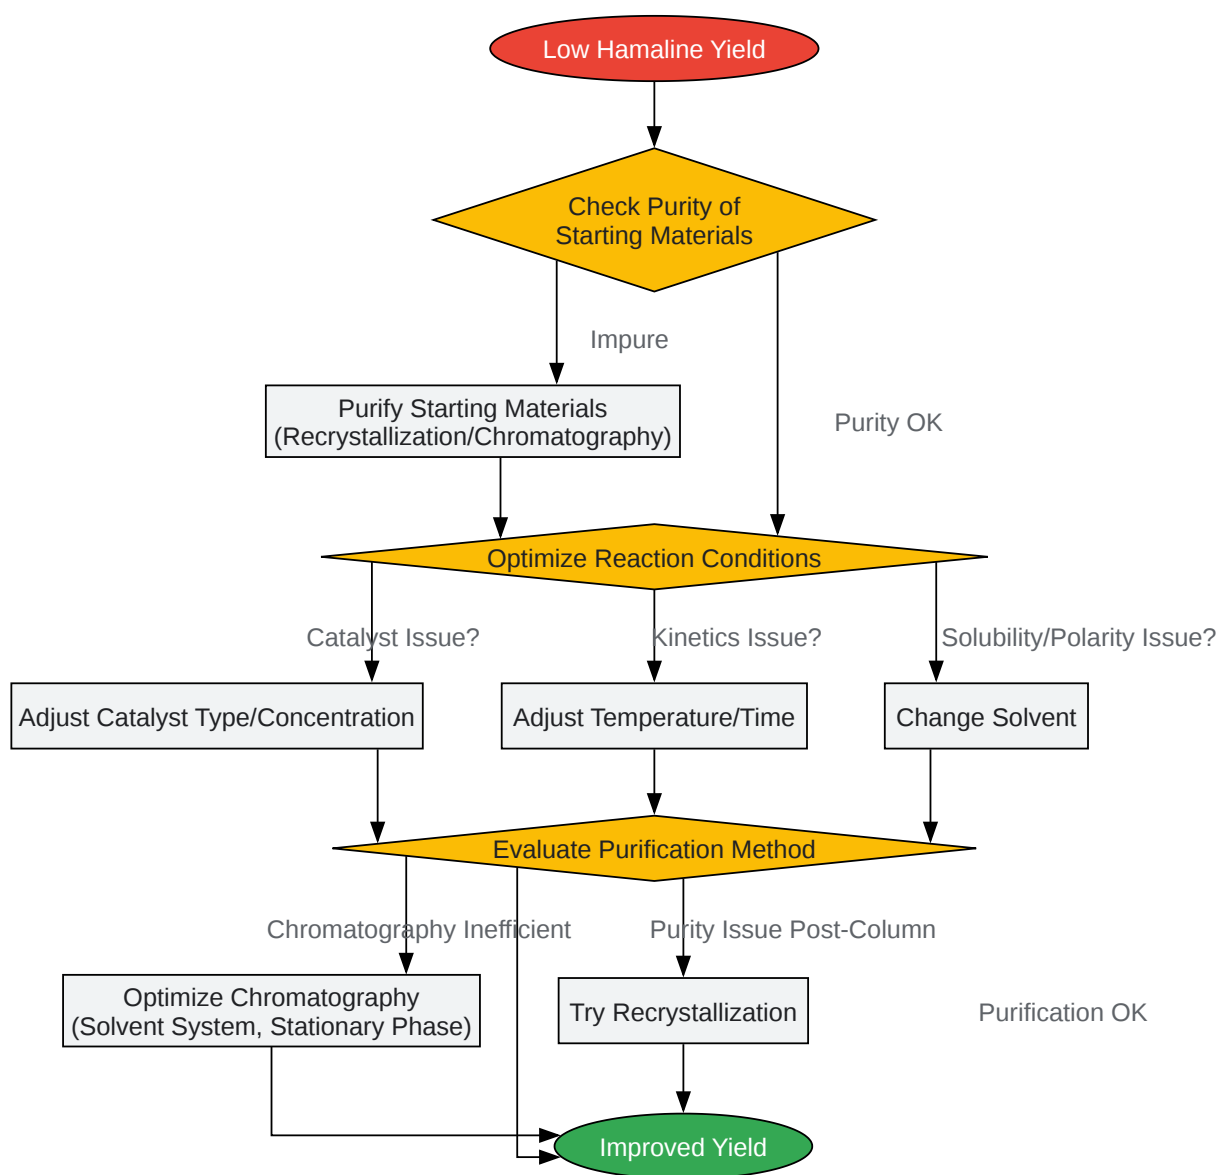 Low Hamaline Yield
Check Purity of
Starting Materials
Impure
Purify Starting Materials
(Recrystallization/Chromatography)
Purity OK
Optimize Reaction Conditions
Catalyst Issue?
Kinetics Issue?
Solubility/Polarity Issue?
Adjust Catalyst Type/Concentration
Adjust Temperature/Time
Change Solvent
Evaluate Purification Method
Chromatography Inefficient
Purity Issue Post-Column
Optimize Chromatography
(Solvent System, Stationary Phase)
Try Recrystallization
Purification OK
Improved Yield